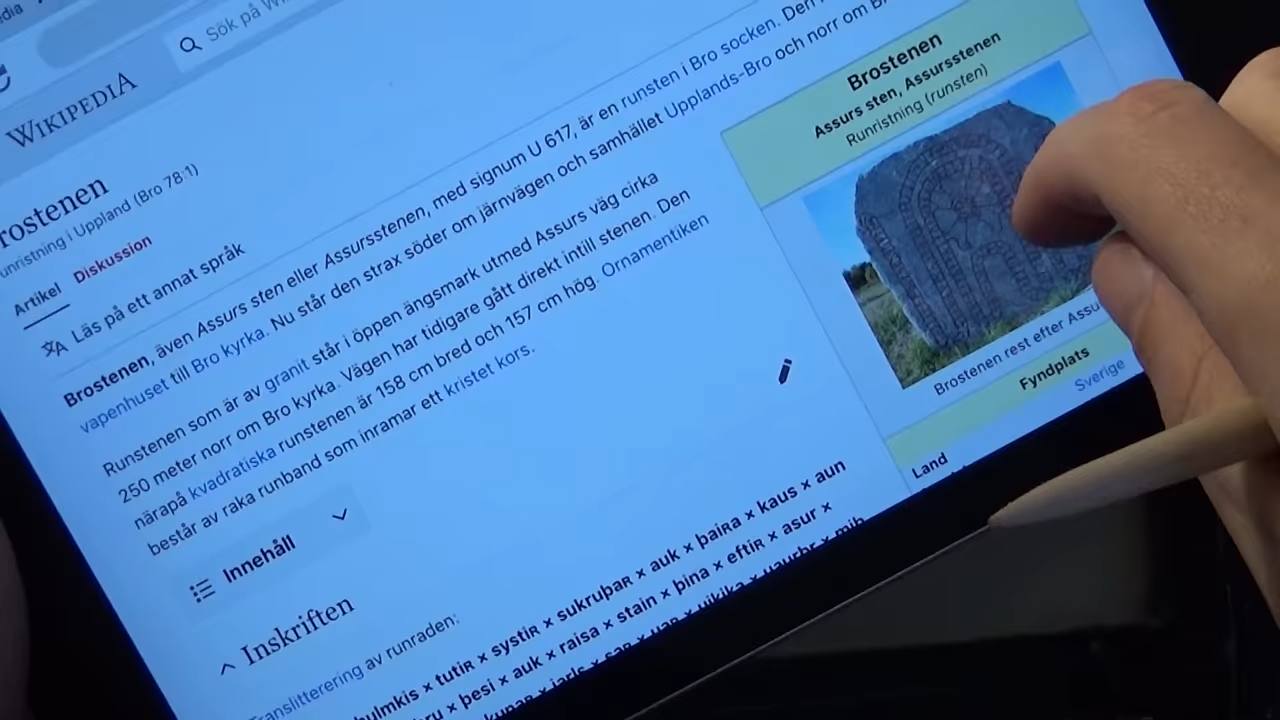 Sök på
WIKIPEDIA
rostenen
unristning i Uppland (Bro 78:1)
Artikel Diskussion
Läs på ett annat språk
Brostenen, även Assurs sten eller Assursstenen, med signum U 617, är en runsten i Bro socken. Den
vapenhuset till Bro kyrka. Nu står den strax söder om järnvägen och samhället Upplands-Bro och norr om
Runstenen som är av granit står i öppen ängsmark utmed Assurs väg cirka
250 meter norr om Bro kyrka. Vägen har tidigare gått direkt intill stenen. Den
närapå kvadratiska runstenen är 158 cm bred och 157 cm hög. Ornamentiken
består av raka runband som inramar ett kristet kors.
Innehåll
Inskriften
Translitterering av runraden:
hulmkis × tutiʀ × systiʀ × sukruþaʀ × auk × þaiʀa × kaus × aun
ru × þesi × auk × raisa × stain × þina × eftiʀ × asur ×
Brostenen
Assurs sten, Assursstenen
Runristning (runsten)
Brostenen rest efter Assu
Fyndplats
Land
Sverige